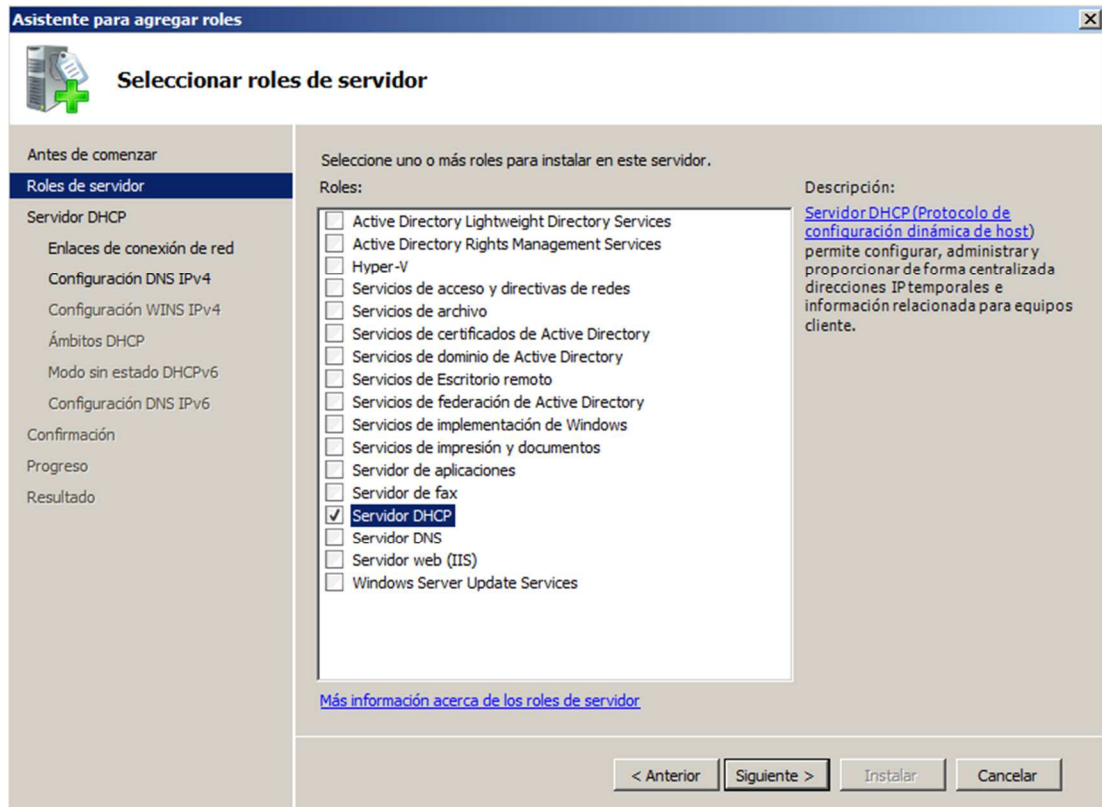 Asistente para agregar roles
Seleccionar roles de servidor
Antes de comenzar
Roles de servidor
Servidor DHCP
Enlaces de conexión de red
Configuración DNS IPv4
Configuración WINS IPv4
Ámbitos DHCP
Modo sin estado DHCPv6
Configuración DNS IPv6
Confirmación
Progreso
Resultado
Seleccione uno o más roles para instalar en este servidor.
Roles:
Active Directory Lightweight Directory Services
Active Directory Rights Management Services
Hyper-V
Servicios de acceso y directivas de redes
Servicios de archivo
Servicios de certificados de Active Directory
Servicios de dominio de Active Directory
Servicios de Escritorio remoto
Servicios de federación de Active Directory
Servicios de implementación de Windows
Servicios de impresión y documentos
Servidor de aplicaciones
Servidor de fax
Servidor DHCP
Servidor DNS
Servidor web (IIS)
Windows Server Update Services
Más información acerca de los roles de servidor
Descripción:
Servidor DHCP (Protocolo de
configuración dinámica de host)
permite configurar, administrar y
proporcionar de forma centralizada
direcciones IP temporales e
información relacionada para equipos
cliente.
< Anterior
Siguiente >
Instalar
Cancelar